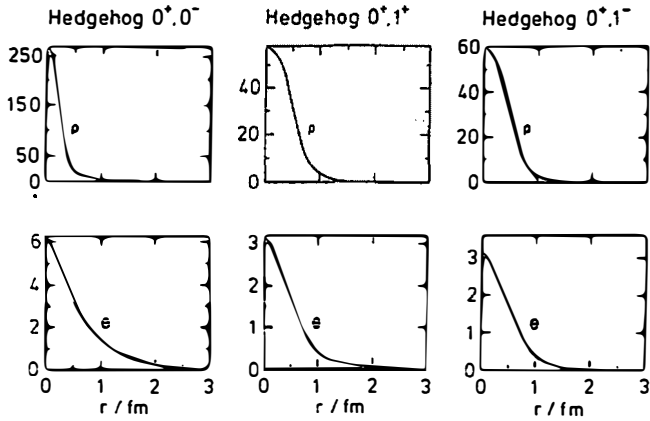 Hedgehog 0⁺,0⁻ Hedgehog 0⁺,1⁺ Hedgehog 0⁺,1⁻
250 150 50 0 ρ
40 20 0 ρ
60 40 20 0 ρ
6 4 2 0 Θ
3 2 1 0 Θ
3 2 1 0 Θ
0 1 2 3 0 1 2 3 0 1 2 3
r / fm r / fm r / fm